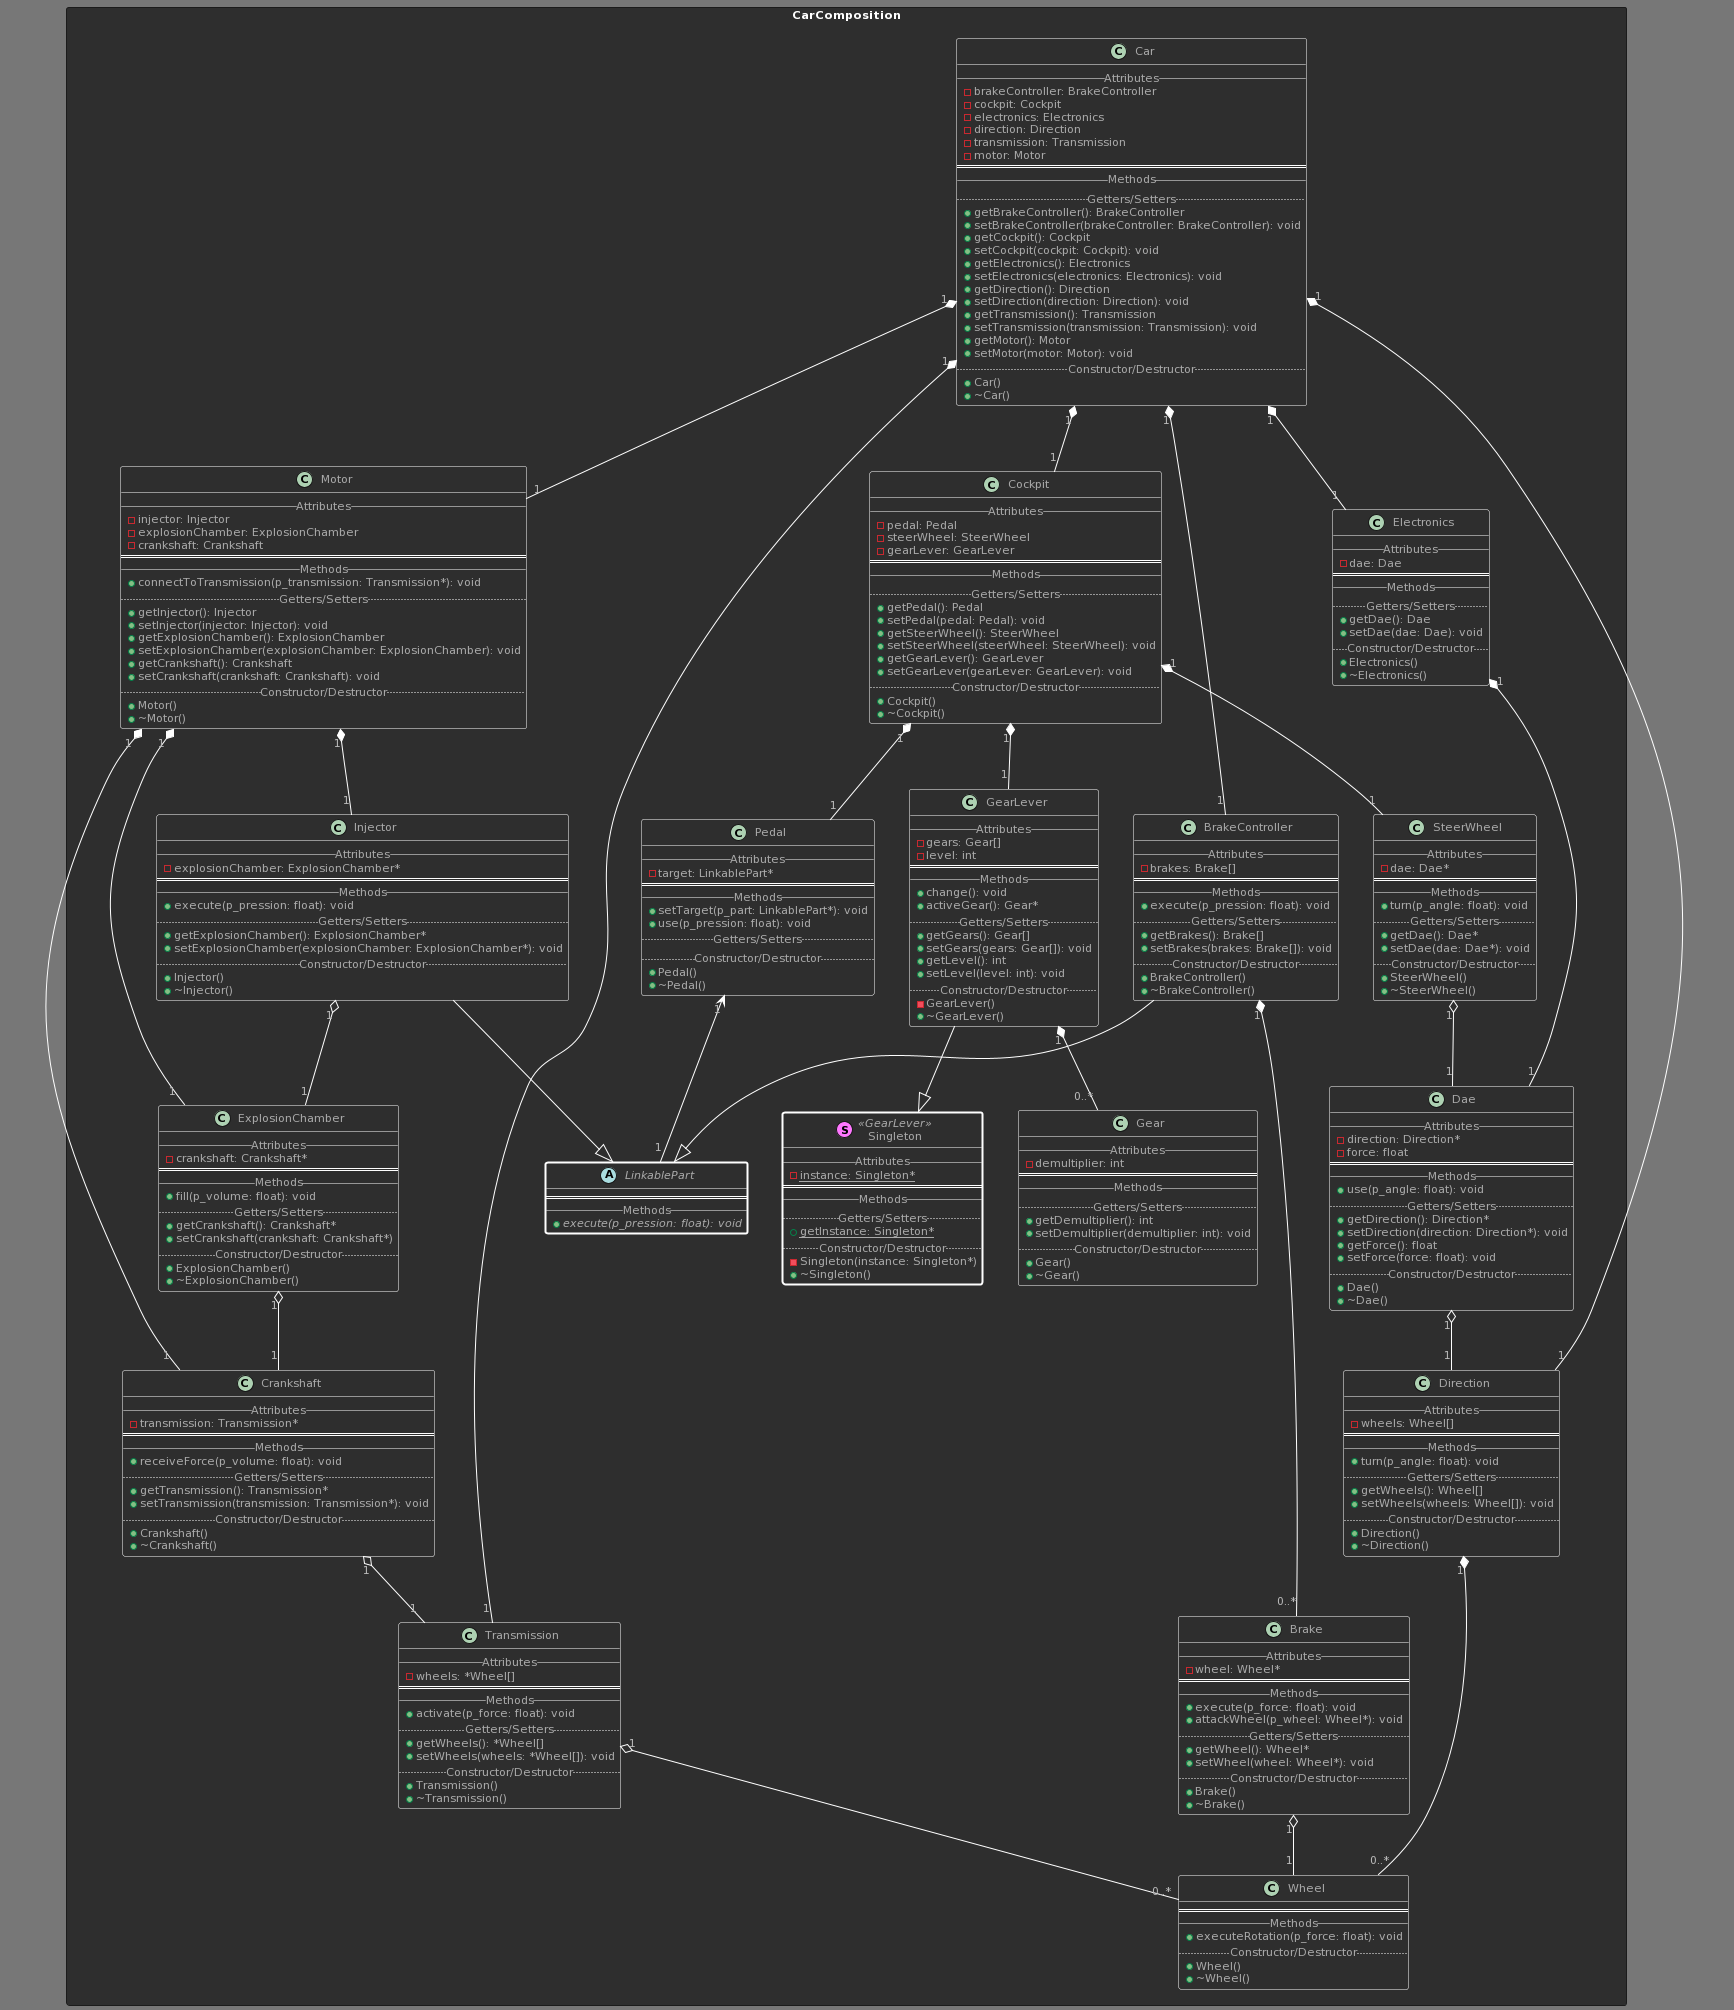 CarComposition
C Car
Attributes
brakeController: BrakeController
cockpit: Cockpit
electronics: Electronics
direction: Direction
transmission: Transmission
motor: Motor
Methods
Getters/Setters
getBrakeController(): BrakeController
setBrakeController(brakeController: BrakeController): void
getCockpit(): Cockpit
setCockpit(cockpit: Cockpit): void
getElectronics(): Electronics
setElectronics(electronics: Electronics): void
getDirection(): Direction
setDirection(direction: Direction): void
getTransmission(): Transmission
setTransmission(transmission: Transmission): void
getMotor(): Motor
setMotor(motor: Motor): void
Constructor/Destructor
Car()
~Car()
1
1
1
1
1
1
C Motor
Attributes
injector: Injector
explosionChamber: ExplosionChamber
crankshaft: Crankshaft
Methods
connectToTransmission(p_transmission: Transmission*): void
Getters/Setters
getInjector(): Injector
setInjector(injector: Injector): void
getExplosionChamber(): ExplosionChamber
setExplosionChamber(explosionChamber: ExplosionChamber): void
getCrankshaft(): Crankshaft
setCrankshaft(crankshaft: Crankshaft): void
Constructor/Destructor
Motor()
~Motor()
1
1
1
1
C Cockpit
Attributes
pedal: Pedal
steerWheel: SteerWheel
gearLever: GearLever
Methods
Getters/Setters
getPedal(): Pedal
setPedal(pedal: Pedal): void
getSteerWheel(): SteerWheel
setSteerWheel(steerWheel: SteerWheel): void
getGearLever(): GearLever
setGearLever(gearLever: GearLever): void
Constructor/Destructor
Cockpit()
~Cockpit()
1
1
1
1
C Electronics
Attributes
dae: Dae
Methods
Getters/Setters
getDae(): Dae
setDae(dae: Dae): void
Constructor/Destructor
Electronics()
~Electronics()
1
1
C Injector
Attributes
explosionChamber: ExplosionChamber*
Methods
execute(p_pression: float): void
Getters/Setters
getExplosionChamber(): ExplosionChamber*
setExplosionChamber(explosionChamber: ExplosionChamber*): void
Constructor/Destructor
Injector()
~Injector()
1
1
C Pedal
Attributes
target: LinkablePart*
Methods
setTarget(p_part: LinkablePart*): void
use(p_pression: float): void
Getters/Setters
Constructor/Destructor
Pedal()
~Pedal()
1
1
C GearLever
Attributes
gears: Gear[]
level: int
Methods
change(): void
activeGear(): Gear*
Getters/Setters
getGears(): Gear[]
setGears(gears: Gear[]): void
getLevel(): int
setLevel(level: int): void
Constructor/Destructor
GearLever()
~GearLever()
1
1
C BrakeController
Attributes
brakes: Brake[]
Methods
execute(p_pression: float): void
Getters/Setters
getBrakes(): Brake[]
setBrakes(brakes: Brake[]): void
Constructor/Destructor
BrakeController()
~BrakeController()
1
1
C SteerWheel
Attributes
dae: Dae*
Methods
turn(p_angle: float): void
Getters/Setters
getDae(): Dae*
setDae(dae: Dae*): void
Constructor/Destructor
SteerWheel()
~SteerWheel()
1
1
1
1
C ExplosionChamber
Attributes
crankshaft: Crankshaft*
Methods
fill(p_volume: float): void
Getters/Setters
getCrankshaft(): Crankshaft*
setCrankshaft(crankshaft: Crankshaft*)
Constructor/Destructor
ExplosionChamber()
~ExplosionChamber()
1
1
A LinkablePart
Methods
execute(p_pression: float): void
S «GearLever»
Singleton
Attributes
instance: Singleton*
Methods
Getters/Setters
getInstance: Singleton*
Constructor/Destructor
Singleton(instance: Singleton*)
~Singleton()
0..*
C Gear
Attributes
demultiplier: int
Methods
Getters/Setters
getDemultiplier(): int
setDemultiplier(demultiplier: int): void
Constructor/Destructor
Gear()
~Gear()
1
1
C Dae
Attributes
direction: Direction*
force: float
Methods
use(p_angle: float): void
Getters/Setters
getDirection(): Direction*
setDirection(direction: Direction*): void
getForce(): float
setForce(force: float): void
Constructor/Destructor
Dae()
~Dae()
1
1
1
1
C Crankshaft
Attributes
transmission: Transmission*
Methods
receiveForce(p_volume: float): void
Getters/Setters
getTransmission(): Transmission*
setTransmission(transmission: Transmission*): void
Constructor/Destructor
Crankshaft()
~Crankshaft()
1
1
1
C Direction
Attributes
wheels: Wheel[]
Methods
turn(p_angle: float): void
Getters/Setters
getWheels(): Wheel[]
setWheels(wheels: Wheel[]): void
Constructor/Destructor
Direction()
~Direction()
1
C Transmission
Attributes
wheels: *Wheel[]
Methods
activate(p_force: float): void
Getters/Setters
getWheels(): *Wheel[]
setWheels(wheels: *Wheel[]): void
Constructor/Destructor
Transmission()
~Transmission()
1
0..*
C Brake
Attributes
wheel: Wheel*
Methods
execute(p_force: float): void
attackWheel(p_wheel: Wheel*): void
Getters/Setters
getWheel(): Wheel*
setWheel(wheel: Wheel*): void
Constructor/Destructor
Brake()
~Brake()
1
1
0..*
0..*
C Wheel
Methods
executeRotation(p_force: float): void
Constructor/Destructor
Wheel()
~Wheel()